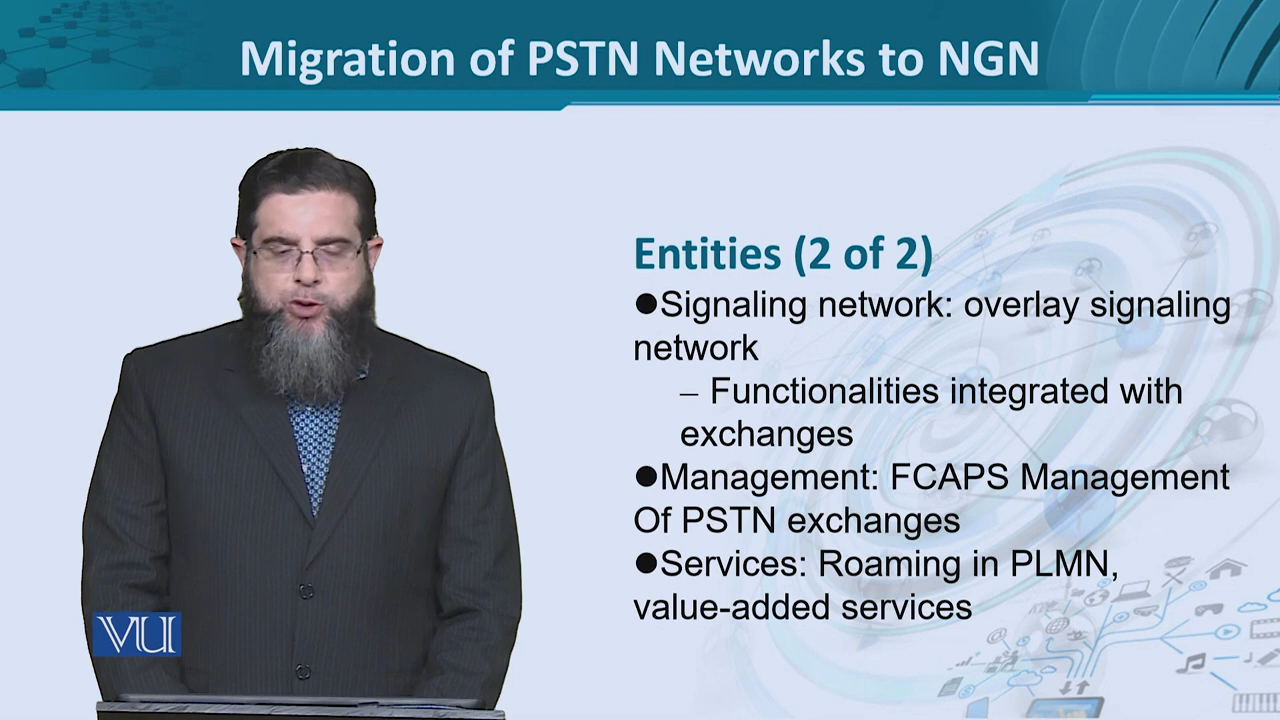 Migration of PSTN Networks to NGN
Entities (2 of 2)
●Signaling network: overlay signaling
network
– Functionalities integrated with
exchanges
●Management: FCAPS Management
Of PSTN exchanges
●Services: Roaming in PLMN,
value-added services
VU